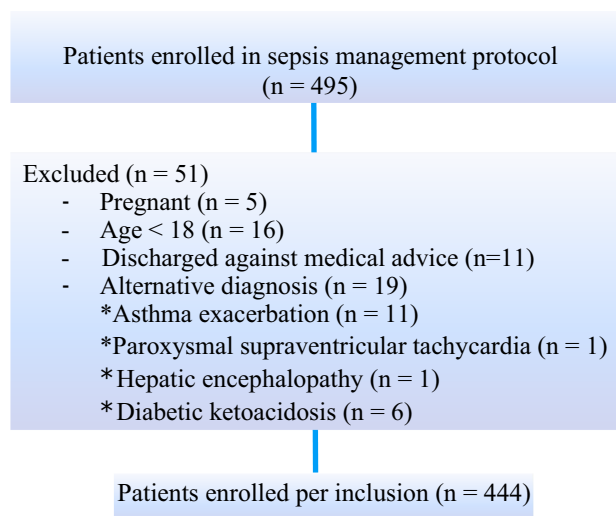 Patients enrolled in sepsis management protocol
(n = 495)
Excluded (n = 51)
- Pregnant (n = 5)
- Age < 18 (n = 16)
- Discharged against medical advice (n=11)
- Alternative diagnosis (n = 19)
*Asthma exacerbation (n = 11)
*Paroxysmal supraventricular tachycardia (n = 1)
*Hepatic encephalopathy (n = 1)
*Diabetic ketoacidosis (n = 6)
Patients enrolled per inclusion (n = 444)